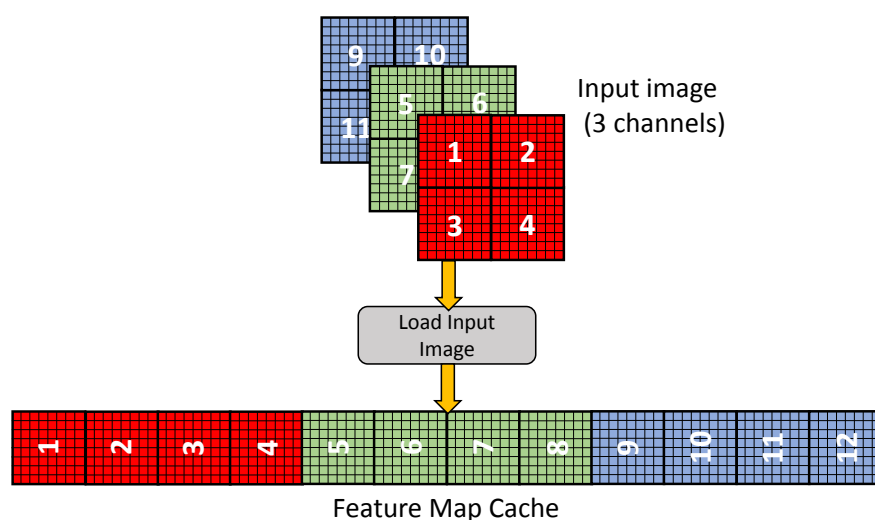 9 10
5 6
Input image
(3 channels)
11
1 2
7
3 4
Load Input
Image
1 2 3 4 5 6 7 8 9 10 11 12
Feature Map Cache